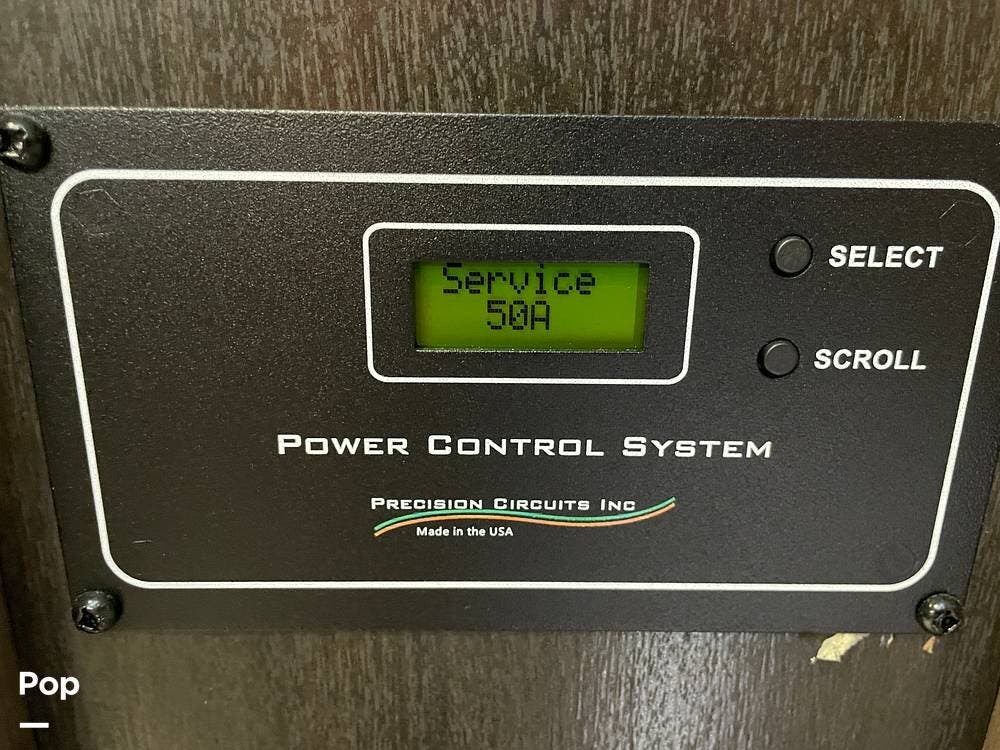 Service
50A
SELECT
SCROLL
POWER CONTROL SYSTEM
PRECISION CIRCUITS INC
Made in the USA
Pop